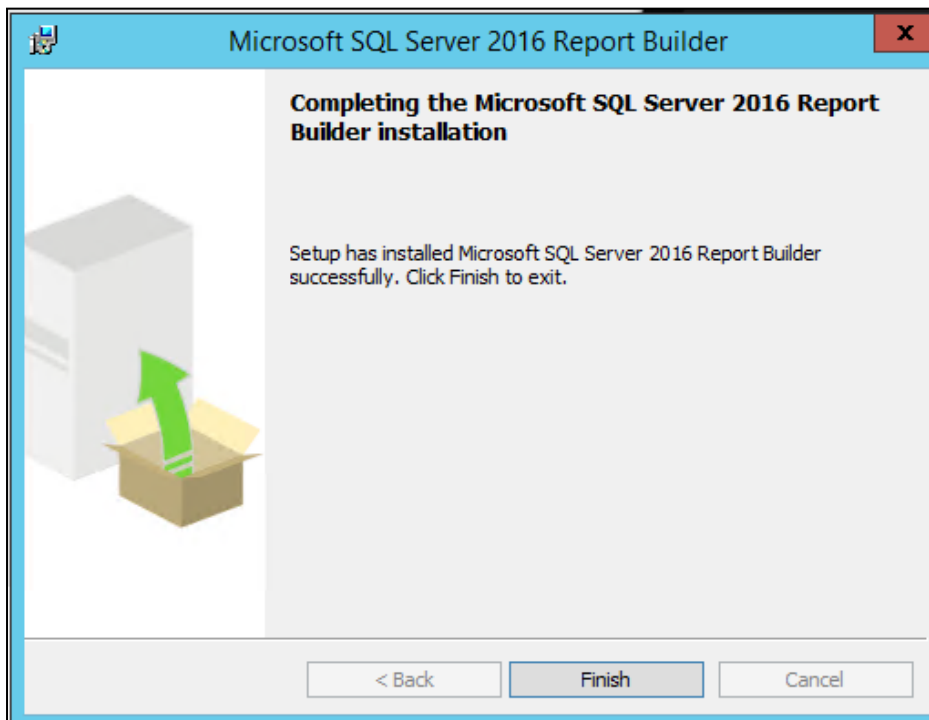 Microsoft SQL Server 2016 Report Builder
x
Completing the Microsoft SQL Server 2016 Report
Builder installation
Setup has installed Microsoft SQL Server 2016 Report Builder
successfully. Click Finish to exit.
< Back
Finish
Cancel